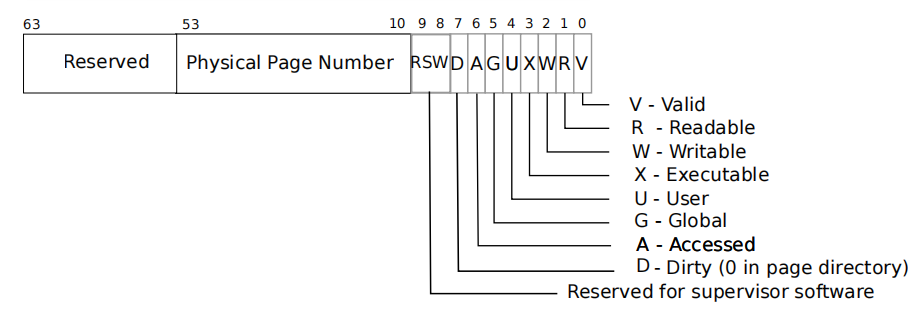 63 53 10 9 8 7 6 5 4 3 2 1 0
Reserved Physical Page Number RSW D A G U X W R V
V - Valid
R - Readable
W - Writable
X - Executable
U - User
G - Global
A - Accessed
D - Dirty (0 in page directory)
Reserved for supervisor software